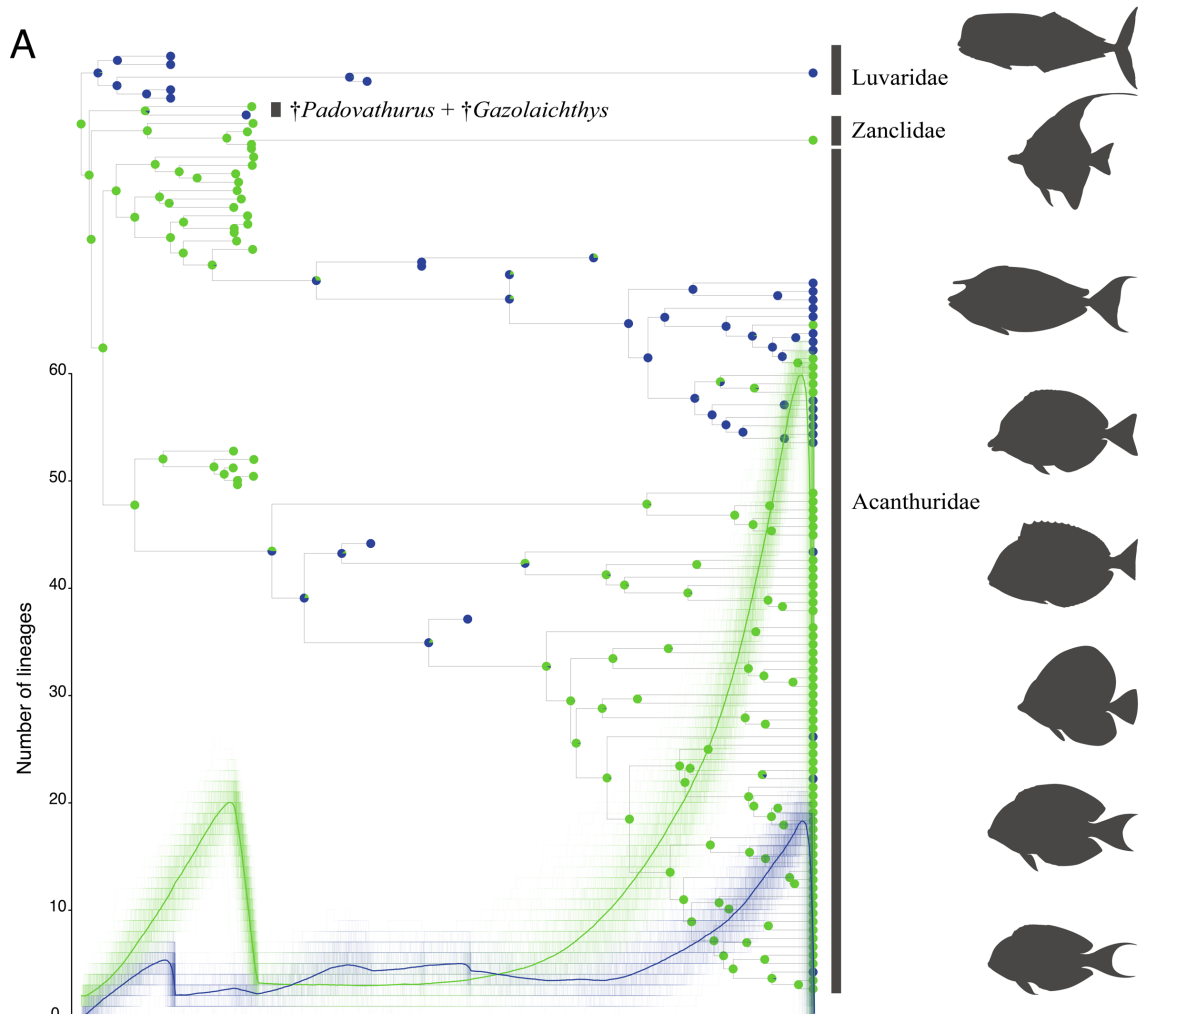 A
Luvaridae
†Padovathurus + †Gazolaichthys
Zanclidae
60
50
Acanthuridae
40
Number of lineages
30
20
10
0